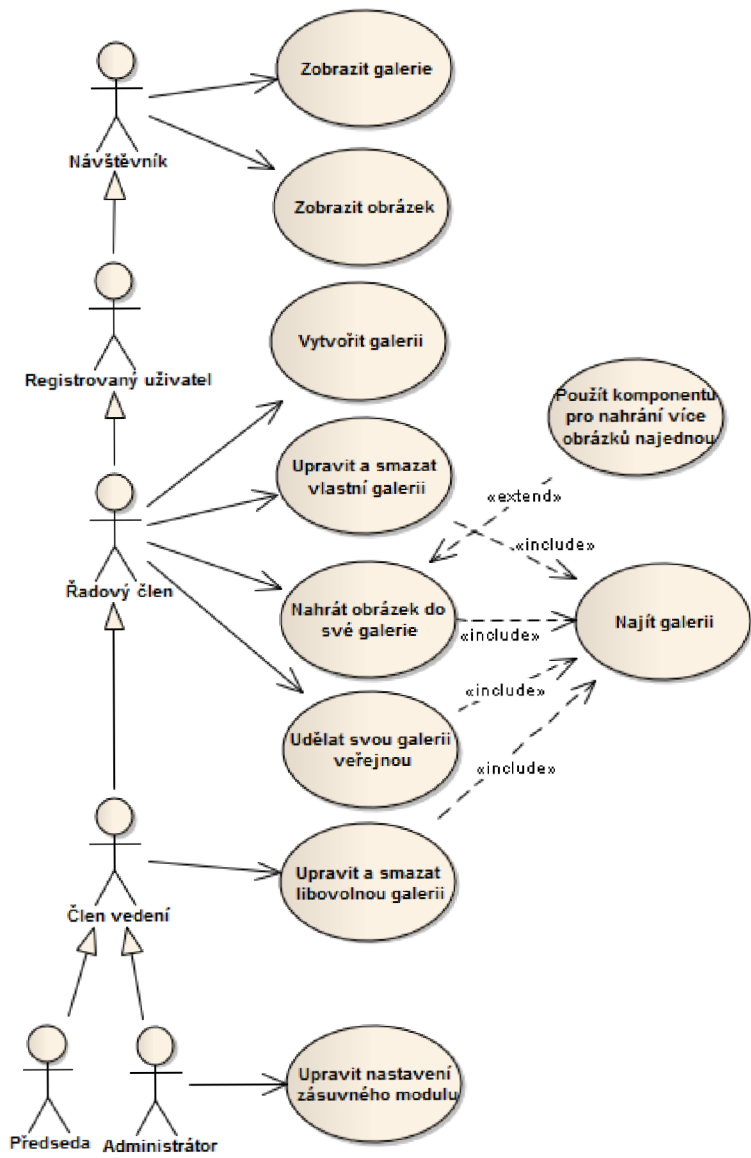 Zobrazit galerie
Návštěvník
Zobrazit obrázek
Vytvořit galerii
Registrovaný uživatel
Použít komponentu
pro nahrání více
obrázků najednou
Upravit a smazat
vlastní galerii
«extend»
«include»
Řadový člen
Nahrát obrázek do
své galerie
«include»
Najít galerii
«include»
Udělat svou galerii
veřejnou
«include»
Upravit a smazat
libovolnou galerii
Člen vedení
Upravit nastavení
zásuvného modulu
Předseda
Administrátor